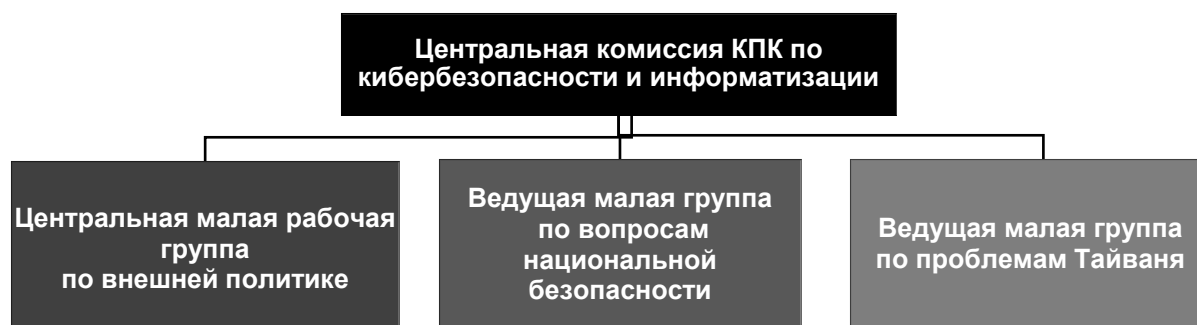 Центральная комиссия КПК по
кибербезопасности и информатизации
Центральная малая рабочая
группа
по внешней политике
Ведущая малая группа
по вопросам
национальной
безопасности
Ведущая малая группа
по проблемам Тайваня